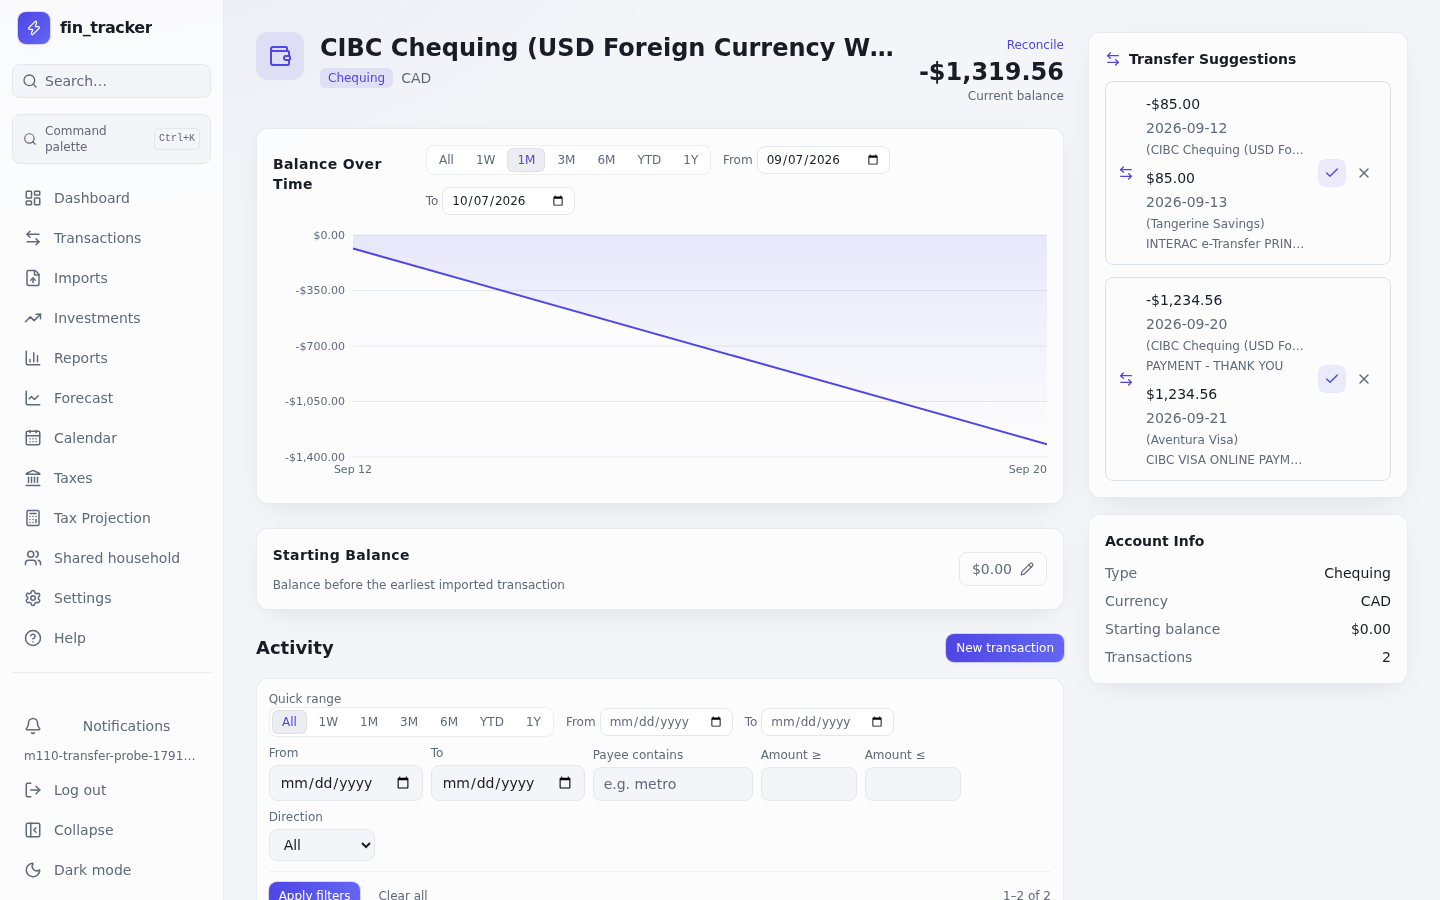 fin_tracker
Search...
Command palette
Ctrl+K
Dashboard
Transactions
Imports
Investments
Reports
Forecast
Calendar
Taxes
Tax Projection
Shared household
Settings
Help
Notifications
m110-transfer-probe-1791...
Log out
Collapse
Dark mode
CIBC Chequing (USD Foreign Currency W...
Chequing CAD
Reconcile
-$1,319.56
Current balance
Balance Over Time
All 1W 1M 3M 6M YTD 1Y From 09/07/2026
To 10/07/2026
$0.00
-$350.00
-$700.00
-$1,050.00
-$1,400.00
Sep 12 Sep 20
Starting Balance
Balance before the earliest imported transaction
$0.00
Activity
New transaction
Quick range
All 1W 1M 3M 6M YTD 1Y From mm/dd/yyyy To mm/dd/yyyy
From To Payee contains Amount ≥ Amount ≤
mm/dd/yyyy mm/dd/yyyy e.g. metro
Direction
All
Apply filters Clear all 1–2 of 2
Transfer Suggestions
-$85.00
2026-09-12
(CIBC Chequing (USD Fo...
$85.00
2026-09-13
(Tangerine Savings)
INTERAC e-Transfer PRIN...
-$1,234.56
2026-09-20
(CIBC Chequing (USD Fo...
PAYMENT - THANK YOU
$1,234.56
2026-09-21
(Aventura Visa)
CIBC VISA ONLINE PAYM...
Account Info
Type Chequing
Currency CAD
Starting balance $0.00
Transactions 2